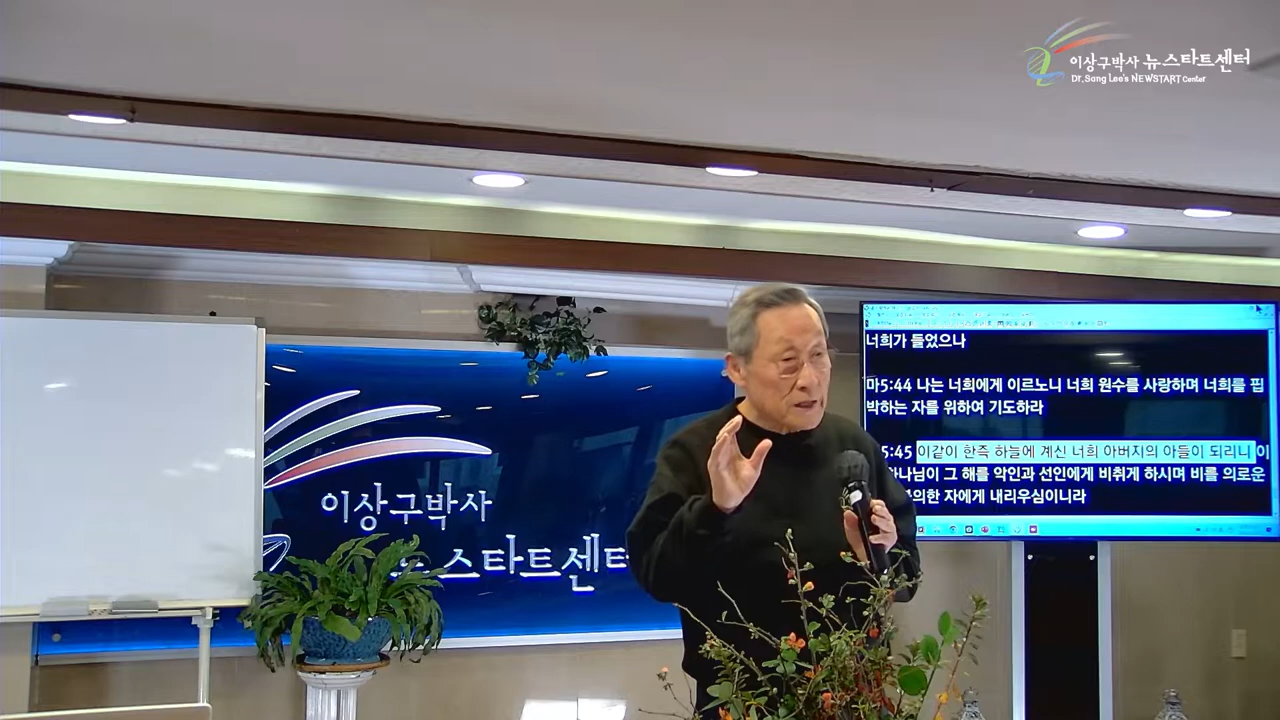 이상구박사 뉴스타트센터
Dr. Sang Lee's NEWSTART Center
이상구박사
스타트센터
너희가 들었으나
마5:44 나는 너희에게 이르노니 너희 원수를 사랑하며 너희를 핍
박하는 자를 위하여 기도하라
5:45 이같이 한즉 하늘에 계신 너희 아버지의 아들이 되리니 이
나님이 그 해를 악인과 선인에게 비취게 하시며 비를 의로운
의한 자에게 내리우심이니라